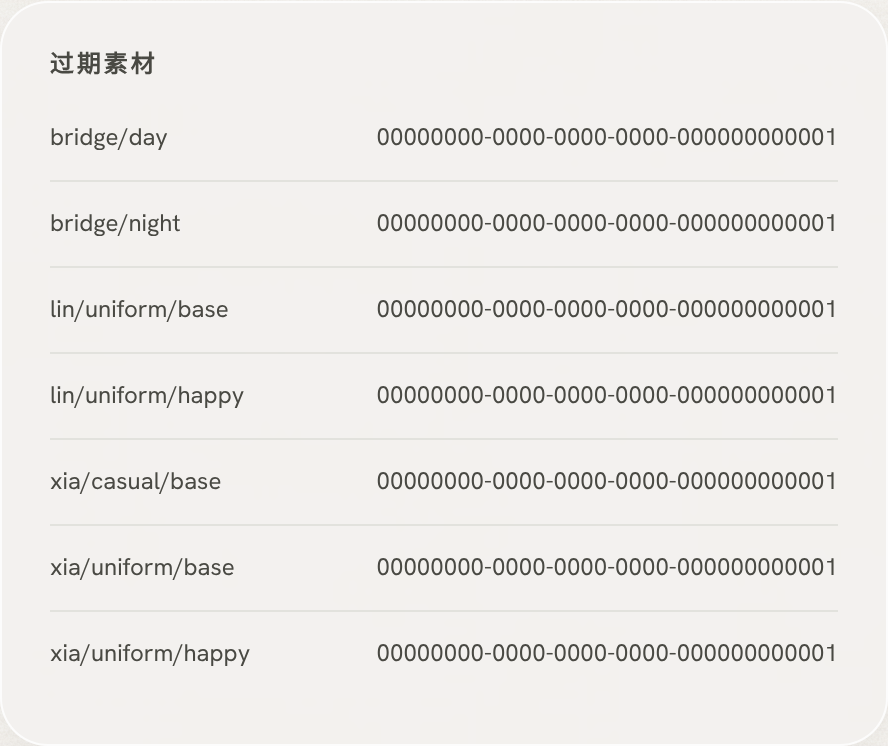 过期素材
bridge/day 00000000-0000-0000-0000-000000000001
bridge/night 00000000-0000-0000-0000-000000000001
lin/uniform/base 00000000-0000-0000-0000-000000000001
lin/uniform/happy 00000000-0000-0000-0000-000000000001
xia/casual/base 00000000-0000-0000-0000-000000000001
xia/uniform/base 00000000-0000-0000-0000-000000000001
xia/uniform/happy 00000000-0000-0000-0000-000000000001